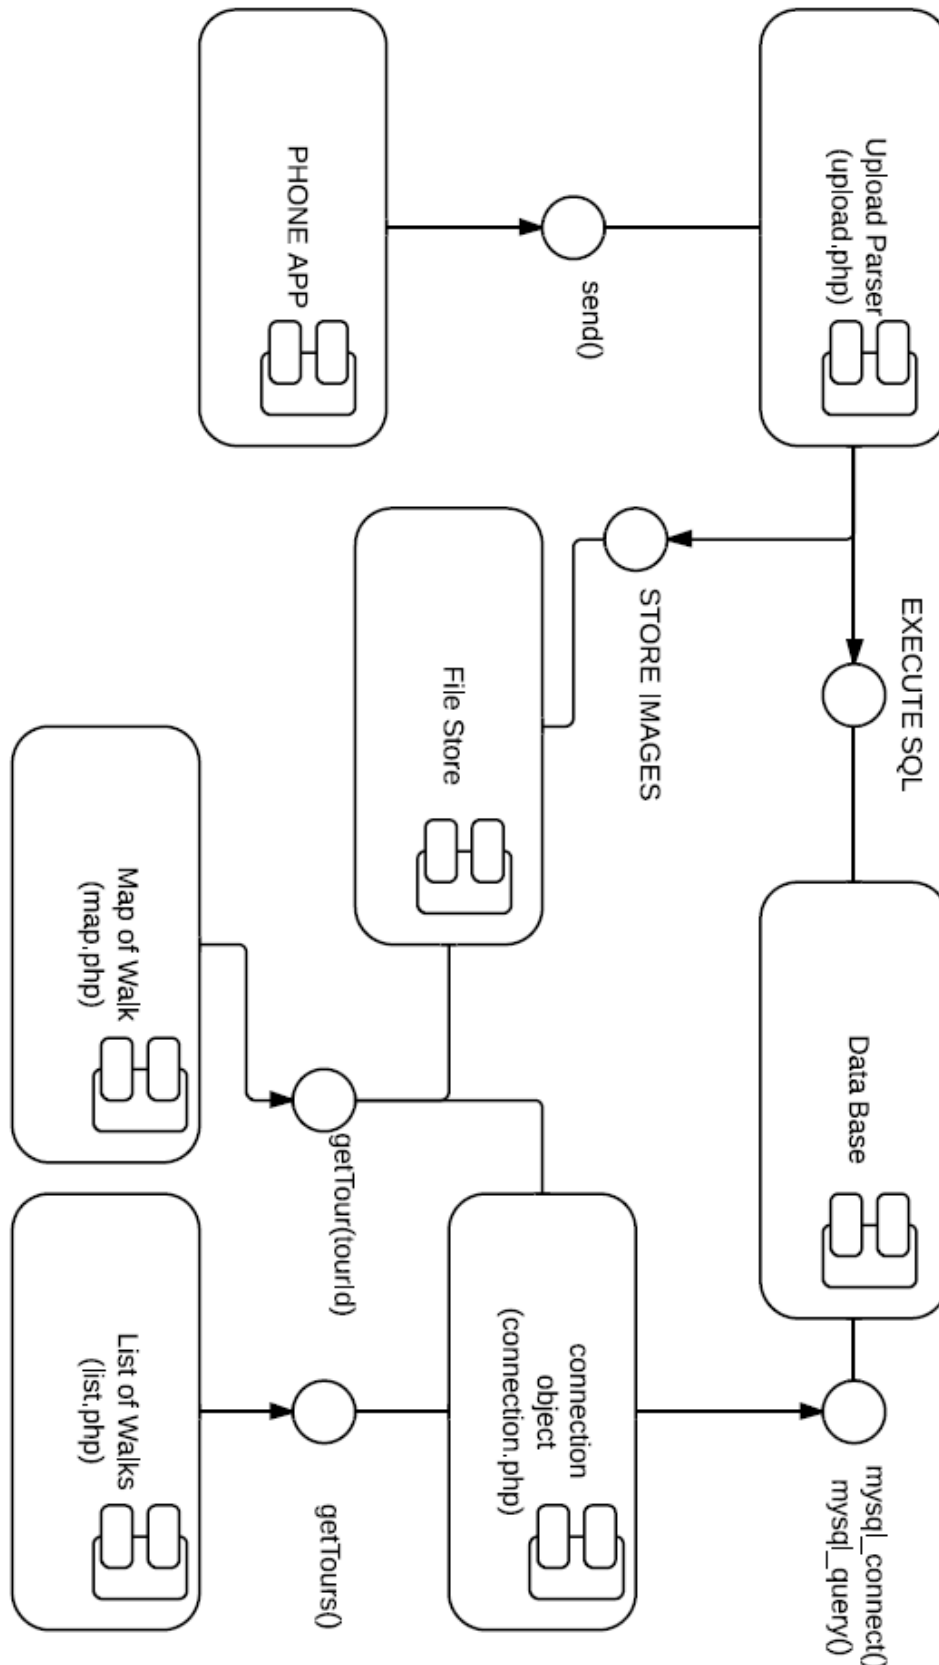 Upload Parser
(upload.php)
PHONE APP
send()
EXECUTE SQL
STORE IMAGES
File Store
Data Base
Map of Walk
(map.php)
getTour(tourId)
connection
object
(connection.php)
List of Walks
(list.php)
getTours()
mysql_connect()
mysql_query()